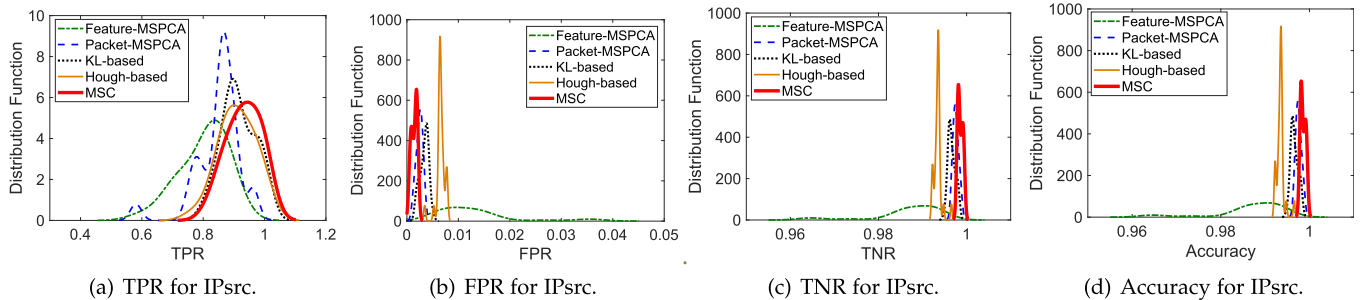 10
8
6
4
2
0
Distribution Function
Feature-MSPCA
Packet-MSPCA
KL-based
Hough-based
MSC
0.4 0.6 0.8 1 1.2
TPR
(a) TPR for IPsrc.
1000
800
600
400
200
0
Distribution Function
Feature-MSPCA
Packet-MSPCA
KL-based
Hough-based
MSC
0 0.01 0.02 0.03 0.04 0.05
FPR
(b) FPR for IPsrc.
1000
800
600
400
200
0
Distribution Function
Feature-MSPCA
Packet-MSPCA
KL-based
Hough-based
MSC
0.96 0.98 1
TNR
(c) TNR for IPsrc.
1000
800
600
400
200
0
Distribution Function
Feature-MSPCA
Packet-MSPCA
KL-based
Hough-based
MSC
0.96 0.98 1
Accuracy
(d) Accuracy for IPsrc.